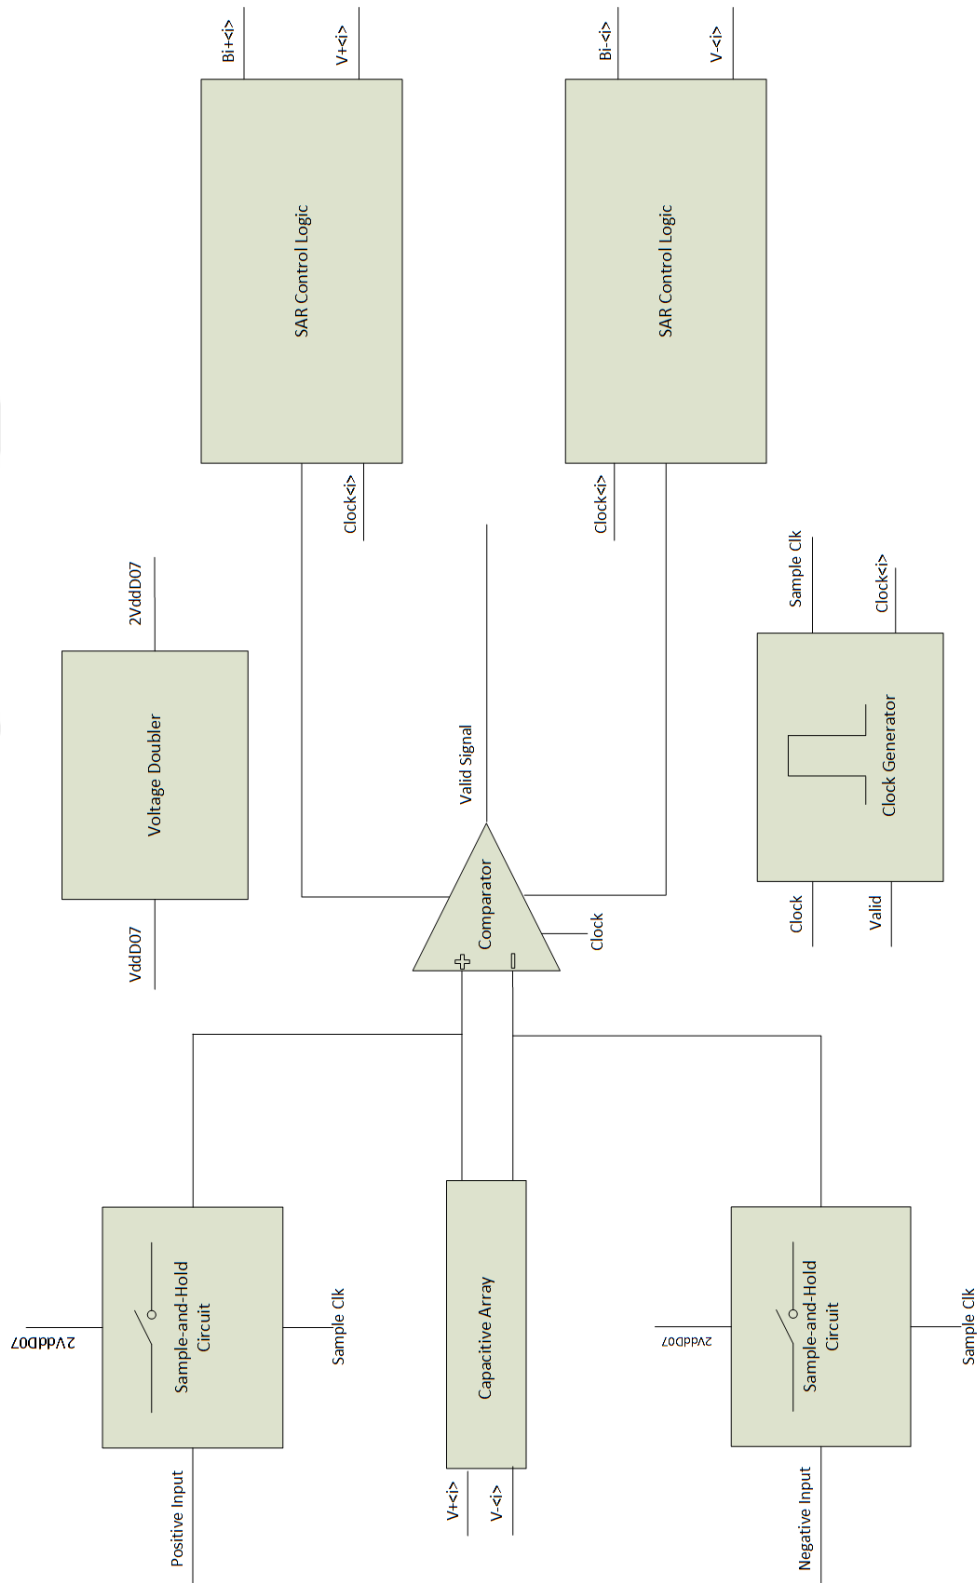 2VddD07
Positive Input
Sample-and-Hold
Circuit
Sample Clk
VddD07
Voltage Doubler
2VddD07
Bi+<i>
V+<i>
SAR Control Logic
Clock<i>
V+<i>
V-<i>
Capacitive Array
Comparator
Valid Signal
Clock
Bi-<i>
V-<i>
SAR Control Logic
Clock<i>
2VddD07
Negative Input
Sample-and-Hold
Circuit
Sample Clk
Clock
Valid
Clock Generator
Sample Clk
Clock<i>